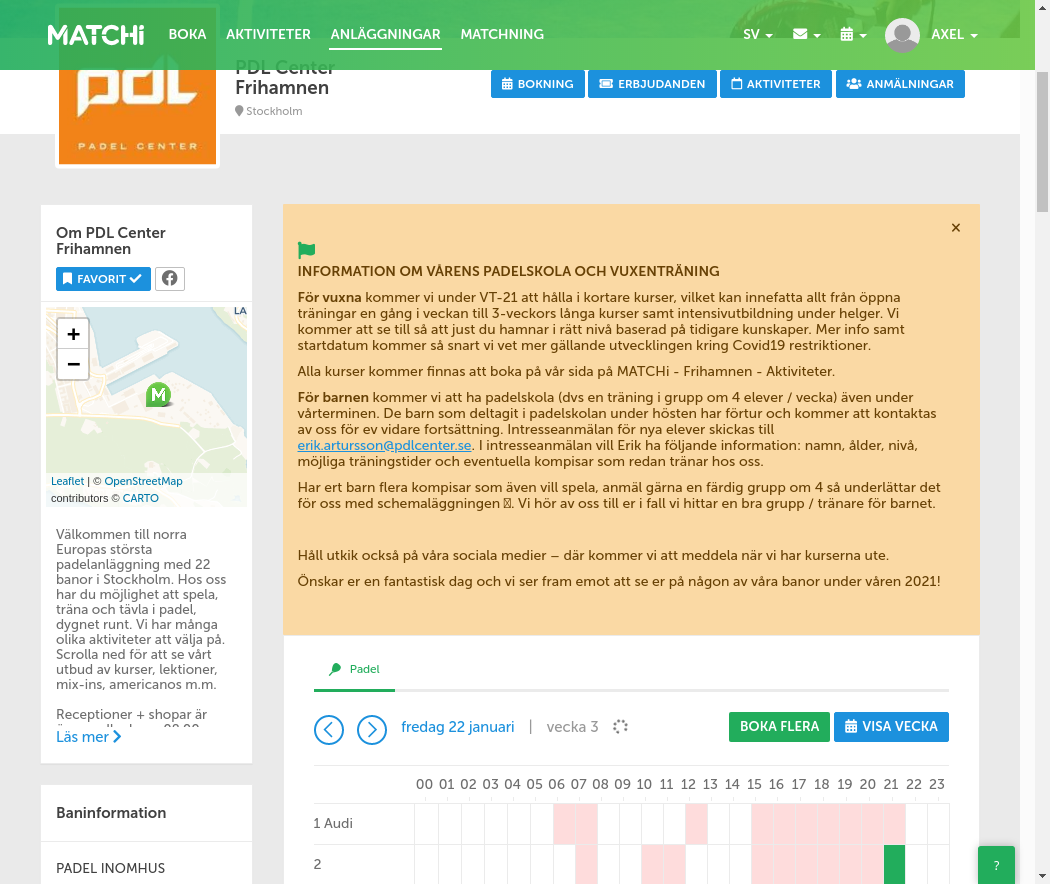 MATCHi BOKA AKTIVITETER ANLÄGGNINGAR MATCHNING SV AXEL
PDL
PADEL CENTER
PDL Center
Frihamnen
Stockholm
BOKNING ERBJUDANDEN AKTIVITETER ANMÄLNINGAR
Om PDL Center
Frihamnen
FAVORIT
LA
+
−
M
Leaflet | © OpenStreetMap
contributors © CARTO
Välkommen till norra
Europas största
padelanläggning med 22
banor i Stockholm. Hos oss
har du möjlighet att spela,
träna och tävla i padel,
dygnet runt. Vi har många
olika aktiviteter att välja på.
Scrolla ned för att se vårt
utbud av kurser, lektioner,
mix-ins, americanos m.m.
Receptioner + shopar är
Läs mer
Baninformation
PADEL INOMHUS
×
INFORMATION OM VÅRENS PADELSKOLA OCH VUXENTRÄNING
För vuxna kommer vi under VT-21 att hålla i kortare kurser, vilket kan innefatta allt från öppna
träningar en gång i veckan till 3-veckors långa kurser samt intensivutbildning under helger. Vi
kommer att se till så att just du hamnar i rätt nivå baserad på tidigare kunskaper. Mer info samt
startdatum kommer så snart vi vet mer gällande utvecklingen kring Covid19 restriktioner.
Alla kurser kommer finnas att boka på vår sida på MATCHi - Frihamnen - Aktiviteter.
För barnen kommer vi att ha padelskola (dvs en träning i grupp om 4 elever / vecka) även under
vårterminen. De barn som deltagit i padelskolan under hösten har förtur och kommer att kontaktas
av oss för ev vidare fortsättning. Intresseanmälan för nya elever skickas till
erik.artursson@pdlcenter.se. I intresseanmälan vill Erik ha följande information: namn, ålder, nivå,
möjliga träningstider och eventuella kompisar som redan tränar hos oss.
Har ert barn flera kompisar som även vill spela, anmäl gärna en färdig grupp om 4 så underlättar det
för oss med schemaläggningen. Vi hör av oss till er i fall vi hittar en bra grupp / tränare för barnet.
Håll utkik också på våra sociala medier – där kommer vi att meddela när vi har kurserna ute.
Önskar er en fantastisk dag och vi ser fram emot att se er på någon av våra banor under våren 2021!
Padel
fredag 22 januari | vecka 3 BOKA FLERA VISA VECKA
00 01 02 03 04 05 06 07 08 09 10 11 12 13 14 15 16 17 18 19 20 21 22 23
1 Audi
2
?